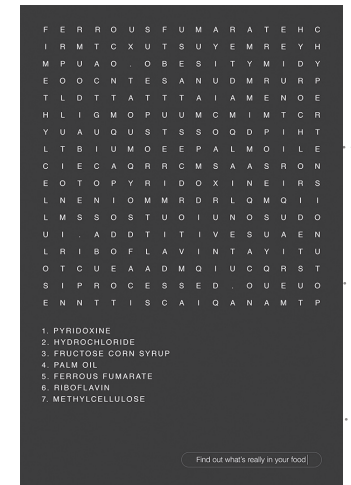 F E R R O U S F U M A R A T E H C
I R M T C X U T S U Y E M R E Y H
M P U A O . O B E S I T Y M I D Y
E O O C N T E S A N U D M R U R P
T L D T T A T T T A I A M E N O E
H L I G M O P U U M C M I M T C R
Y U A U Q U S T S S O Q D P I H T
L T B I U M O E E P A L M O I L E
C I E C A Q R R C M S A A S R O N
E O T O P Y R I D O X I N E I R S
L N E N I O M M R D R L Q M Q I I
L M S S O S T U O I U N O S U D O
U I . A D D T I T I V E S U A E N
L R I B O F L A V I N T A Y I T U
O T C U E A A D M Q I U C Q R S T
S I P R O C E S S E D . O U E U O
E N N T T I S C A I Q A N A M T P
1. PYRIDOXINE
2. HYDROCHLORIDE
3. FRUCTOSE CORN SYRUP
4. PALM OIL
5. FERROUS FUMARATE
6. RIBOFLAVIN
7. METHYLCELLULOSE
Find out what's really in your food